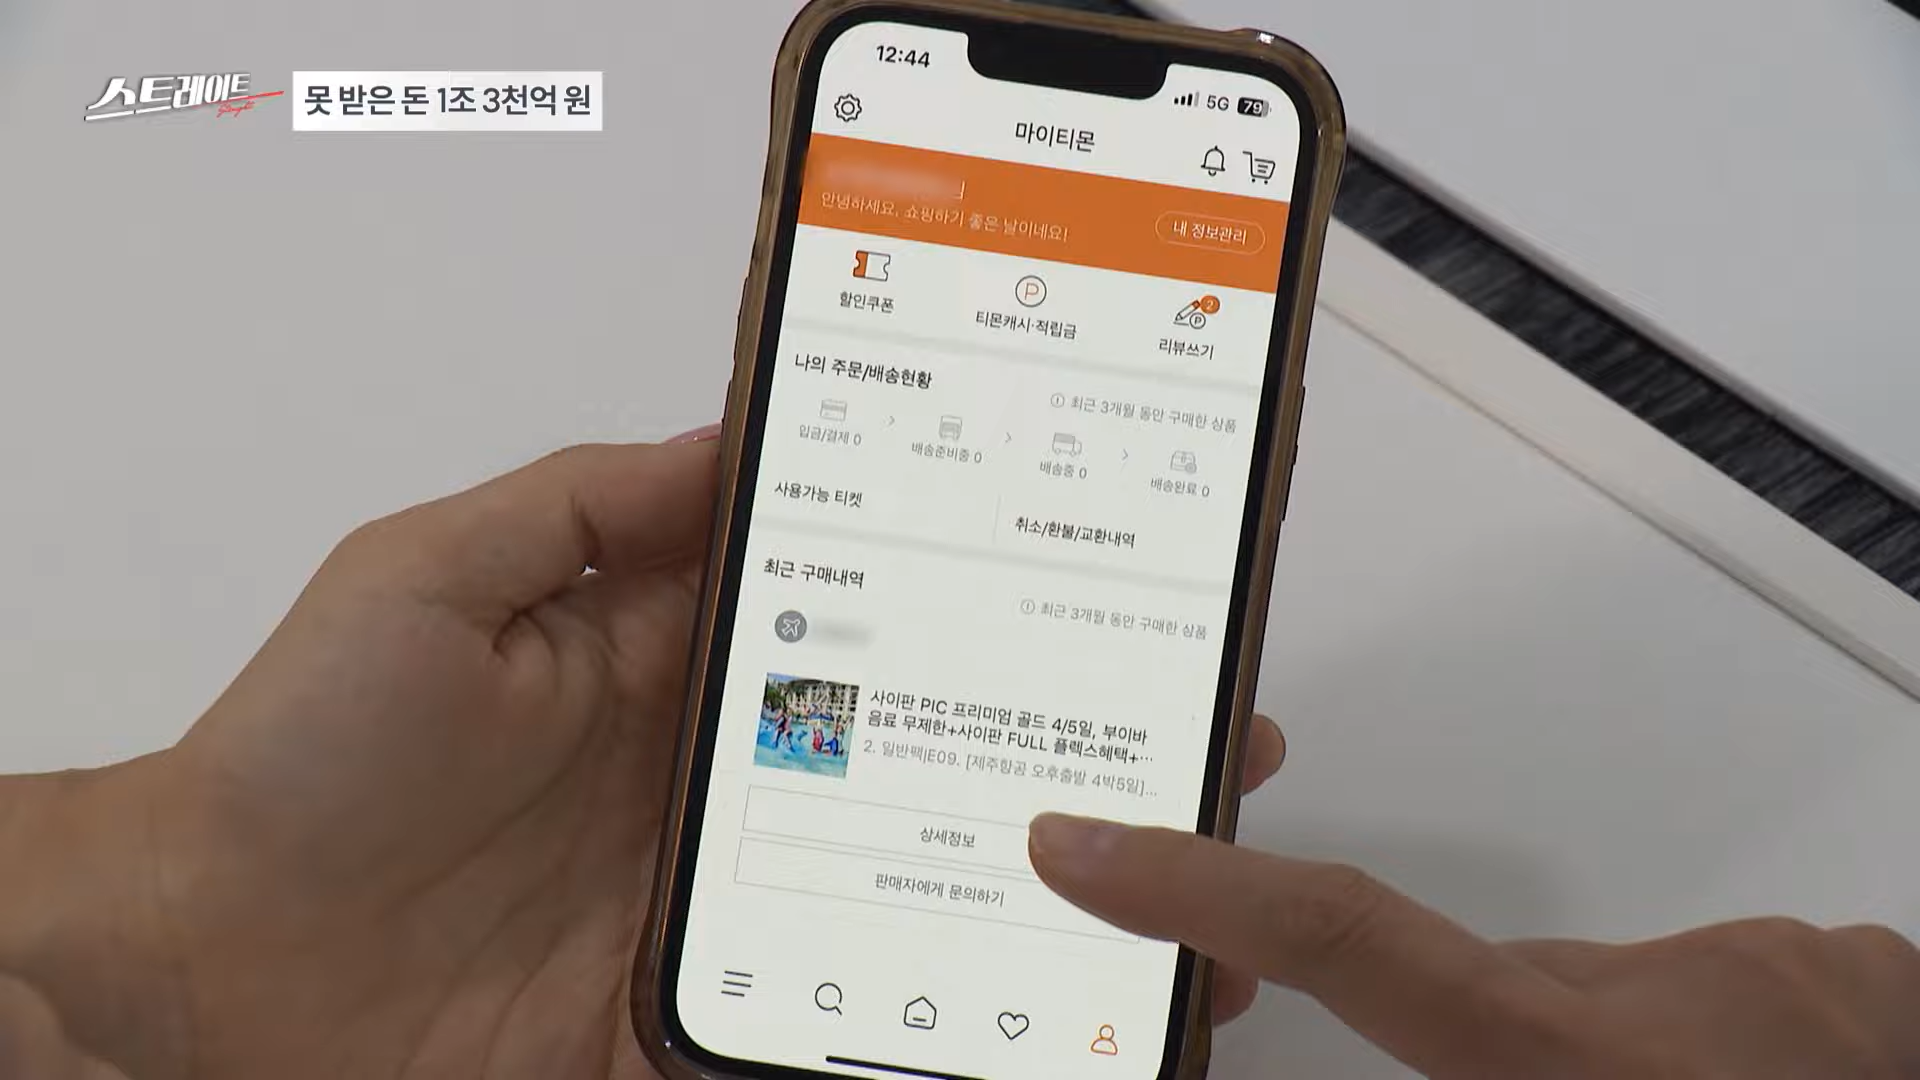 스트레이트
Straight
못 받은 돈 1조 3천억 원
12:44
5G 79
마이티몬
안녕하세요, 쇼핑하기 좋은 날이네요!
내 정보관리
할인쿠폰
티몬캐시·적립금
2
리뷰쓰기
나의 주문/배송현황
최근 3개월 동안 구매한 상품
입금/결제 0
배송준비중 0
배송중 0
배송완료 0
사용가능 티켓
취소/환불/교환내역
최근 구매내역
최근 3개월 동안 구매한 상품
사이판 PIC 프리미엄 골드 4/5일, 부이바
음료 무제한+사이판 FULL 플렉스혜택+···
2. 일반팩|E09. [제주항공 오후출발 4박5일]...
상세정보
판매자에게 문의하기